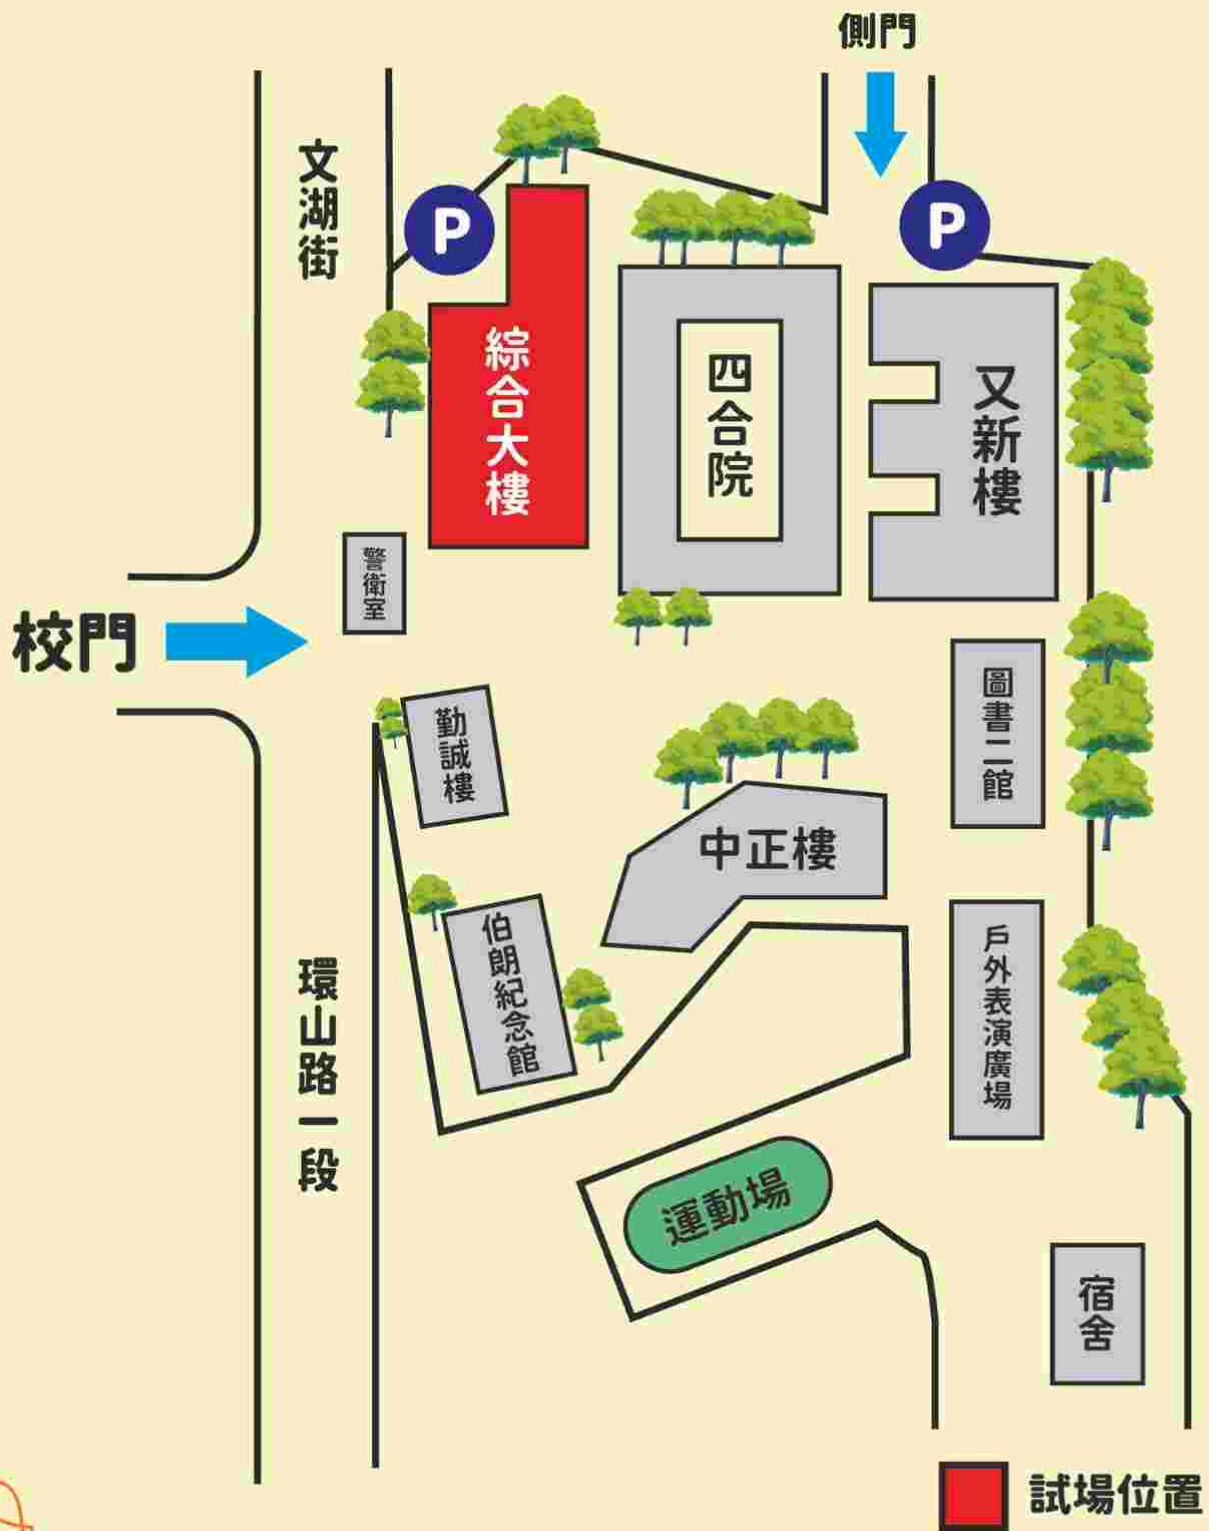 側門
文湖街
P
P
綜合大樓
四合院
又新樓
警衛室
校門
勤誠樓
圖書二館
中正樓
伯朗紀念館
戶外表演廣場
環山路一段
運動場
宿舍
試場位置